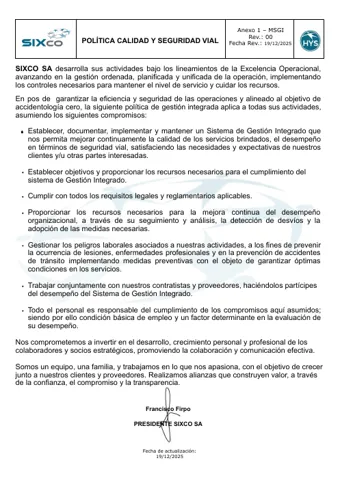 SIXCO
POLÍTICA CALIDAD Y SEGURIDAD VIAL
Anexo 1 – MSGI
Rev.: 00
Fecha Rev.: 19/12/2025
HYS
SIXCO SA desarrolla sus actividades bajo los lineamientos de la Excelencia Operacional,
avanzando en la gestión ordenada, planificada y unificada de la operación, implementando
los controles necesarios para mantener el nivel de servicio y cuidar los recursos.
En pos de garantizar la eficiencia y seguridad de las operaciones y alineado al objetivo de
accidentología cero, la siguiente política de gestión integrada aplica a todas sus actividades,
asumiendo los siguientes compromisos:
• Establecer, documentar, implementar y mantener un Sistema de Gestión Integrado que
nos permita mejorar continuamente la calidad de los servicios brindados, el desempeño
en términos de seguridad vial, satisfaciendo las necesidades y expectativas de nuestros
clientes y/u otras partes interesadas.
• Establecer objetivos y proporcionar los recursos necesarios para el cumplimiento del
sistema de Gestión Integrado.
• Cumplir con todos los requisitos legales y reglamentarios aplicables.
• Proporcionar los recursos necesarios para la mejora continua del desempeño
organizacional, a través de su seguimiento y análisis, la detección de desvíos y la
adopción de las medidas necesarias.
• Gestionar los peligros laborales asociados a nuestras actividades, a los fines de prevenir
la ocurrencia de lesiones, enfermedades profesionales y en la prevención de accidentes
de tránsito implementando medidas preventivas con el objeto de garantizar óptimas
condiciones en los servicios.
• Trabajar conjuntamente con nuestros contratistas y proveedores, haciéndolos partícipes
del desempeño del Sistema de Gestión Integrado.
• Todo el personal es responsable del cumplimiento de los compromisos aquí asumidos;
siendo por ello condición básica de empleo y un factor determinante en la evaluación de
su desempeño.
Nos comprometemos a invertir en el desarrollo, crecimiento personal y profesional de los
colaboradores y socios estratégicos, promoviendo la colaboración y comunicación efectiva.
Somos un equipo, una familia, y trabajamos en lo que nos apasiona, con el objetivo de crecer
junto a nuestros clientes y proveedores. Realizamos alianzas que construyen valor, a través
de la confianza, el compromiso y la transparencia.
Francisco Firpo
PRESIDENTE SIXCO SA
Fecha de actualización:
19/12/2025